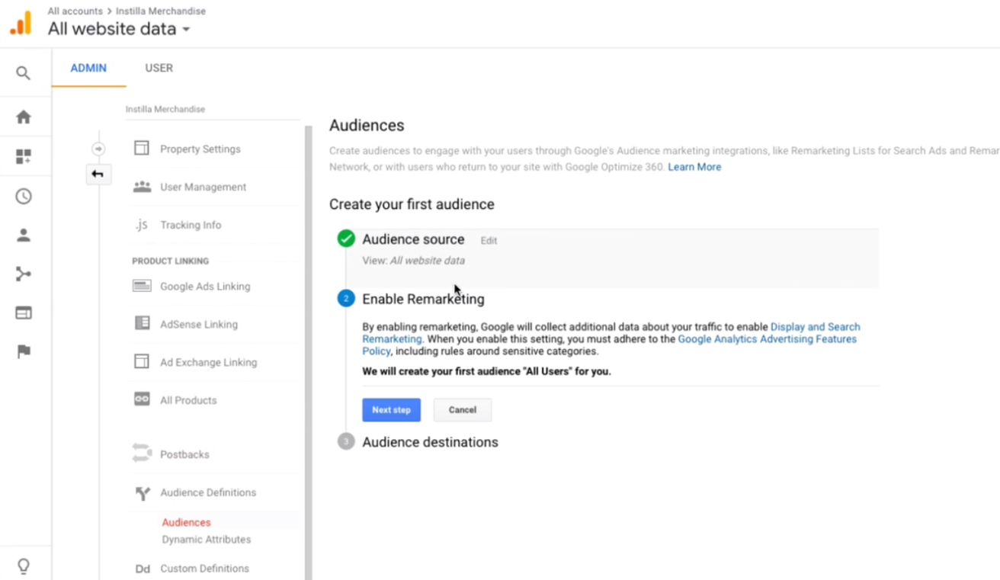 All accounts > Instilla Merchandise
All website data
ADMIN
USER
Instilla Merchandise
Property Settings
User Management
.js Tracking Info
PRODUCT LINKING
Google Ads Linking
AdSense Linking
Ad Exchange Linking
All Products
Postbacks
Audience Definitions
Audiences
Dynamic Attributes
Dd Custom Definitions
Audiences
Create audiences to engage with your users through Google's Audience marketing integrations, like Remarketing Lists for Search Ads and Remar
Network, or with users who return to your site with Google Optimize 360. Learn More
Create your first audience
Audience source Edit
View: All website data
2 Enable Remarketing
By enabling remarketing, Google will collect additional data about your traffic to enable Display and Search
Remarketing. When you enable this setting, you must adhere to the Google Analytics Advertising Features
Policy, including rules around sensitive categories.
We will create your first audience "All Users" for you.
Next step
Cancel
3 Audience destinations